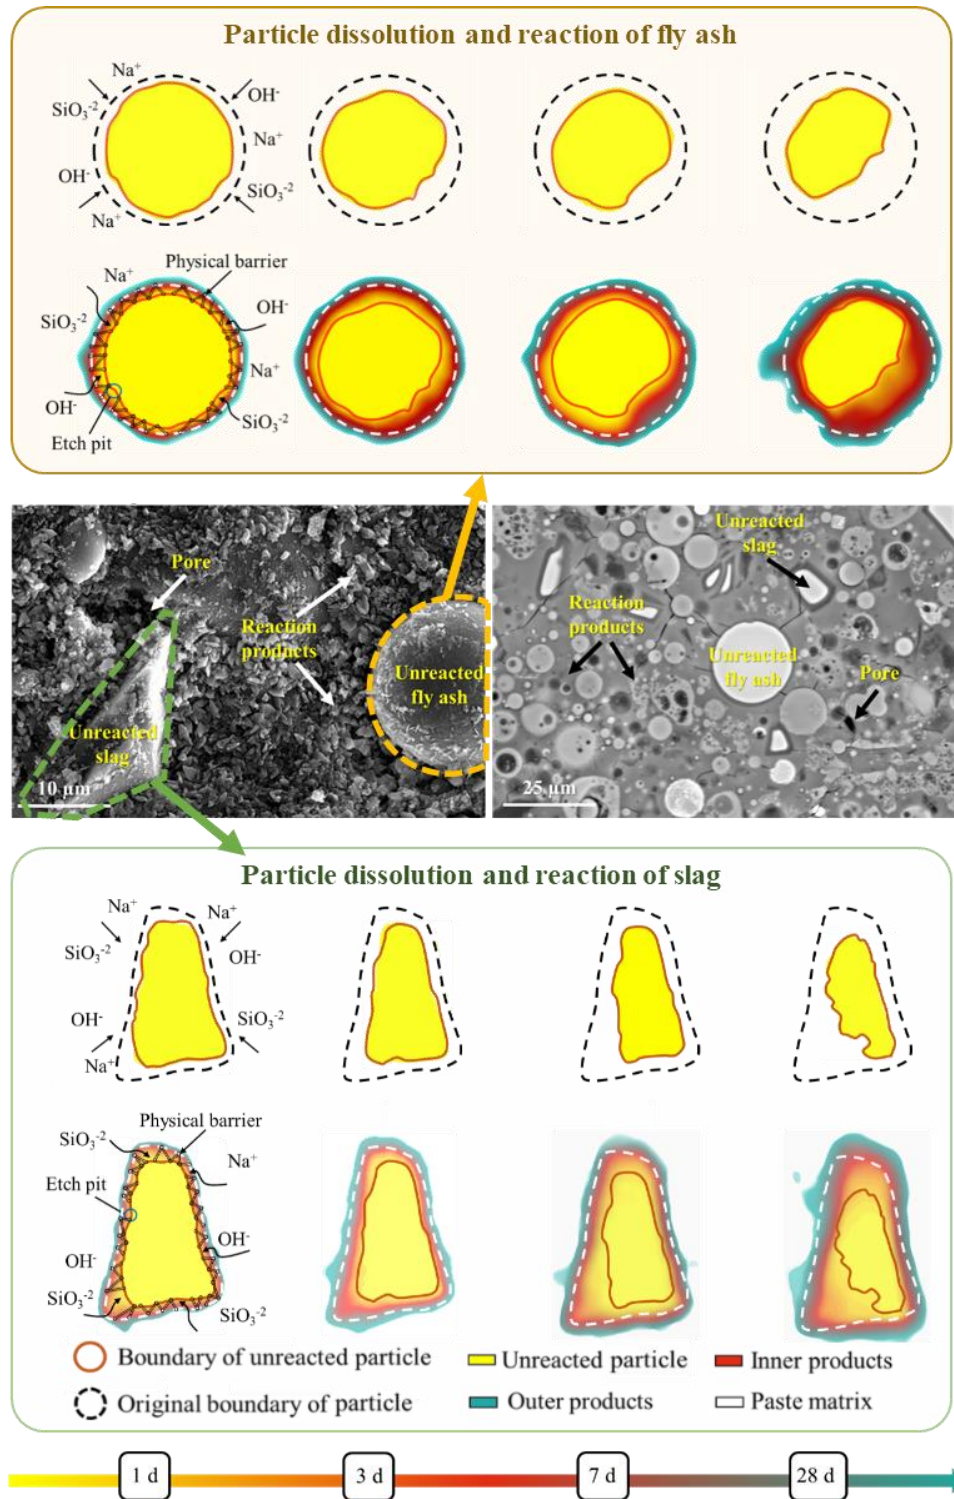 Particle dissolution and reaction of fly ash
Na⁺
SiO₃⁻²
OH⁻
Na⁺
OH⁻
Na⁺
SiO₃⁻²
Na⁺
Physical barrier
SiO₃⁻²
OH⁻
Na⁺
OH⁻
SiO₃⁻²
Etch pit
Pore
Reaction
products
Unreacted
fly ash
Unreacted
slag
10 μm
Unreacted
slag
Reaction
products
Unreacted
fly ash
Pore
25 μm
Particle dissolution and reaction of slag
Na⁺
Na⁺
SiO₃⁻²
OH⁻
OH⁻
SiO₃⁻²
Na⁺
Physical barrier
SiO₃⁻²
Na⁺
Etch pit
OH⁻
OH⁻
SiO₃⁻²
SiO₃⁻²
Boundary of unreacted particle
Unreacted particle
Inner products
Original boundary of particle
Outer products
Paste matrix
1 d
3 d
7 d
28 d